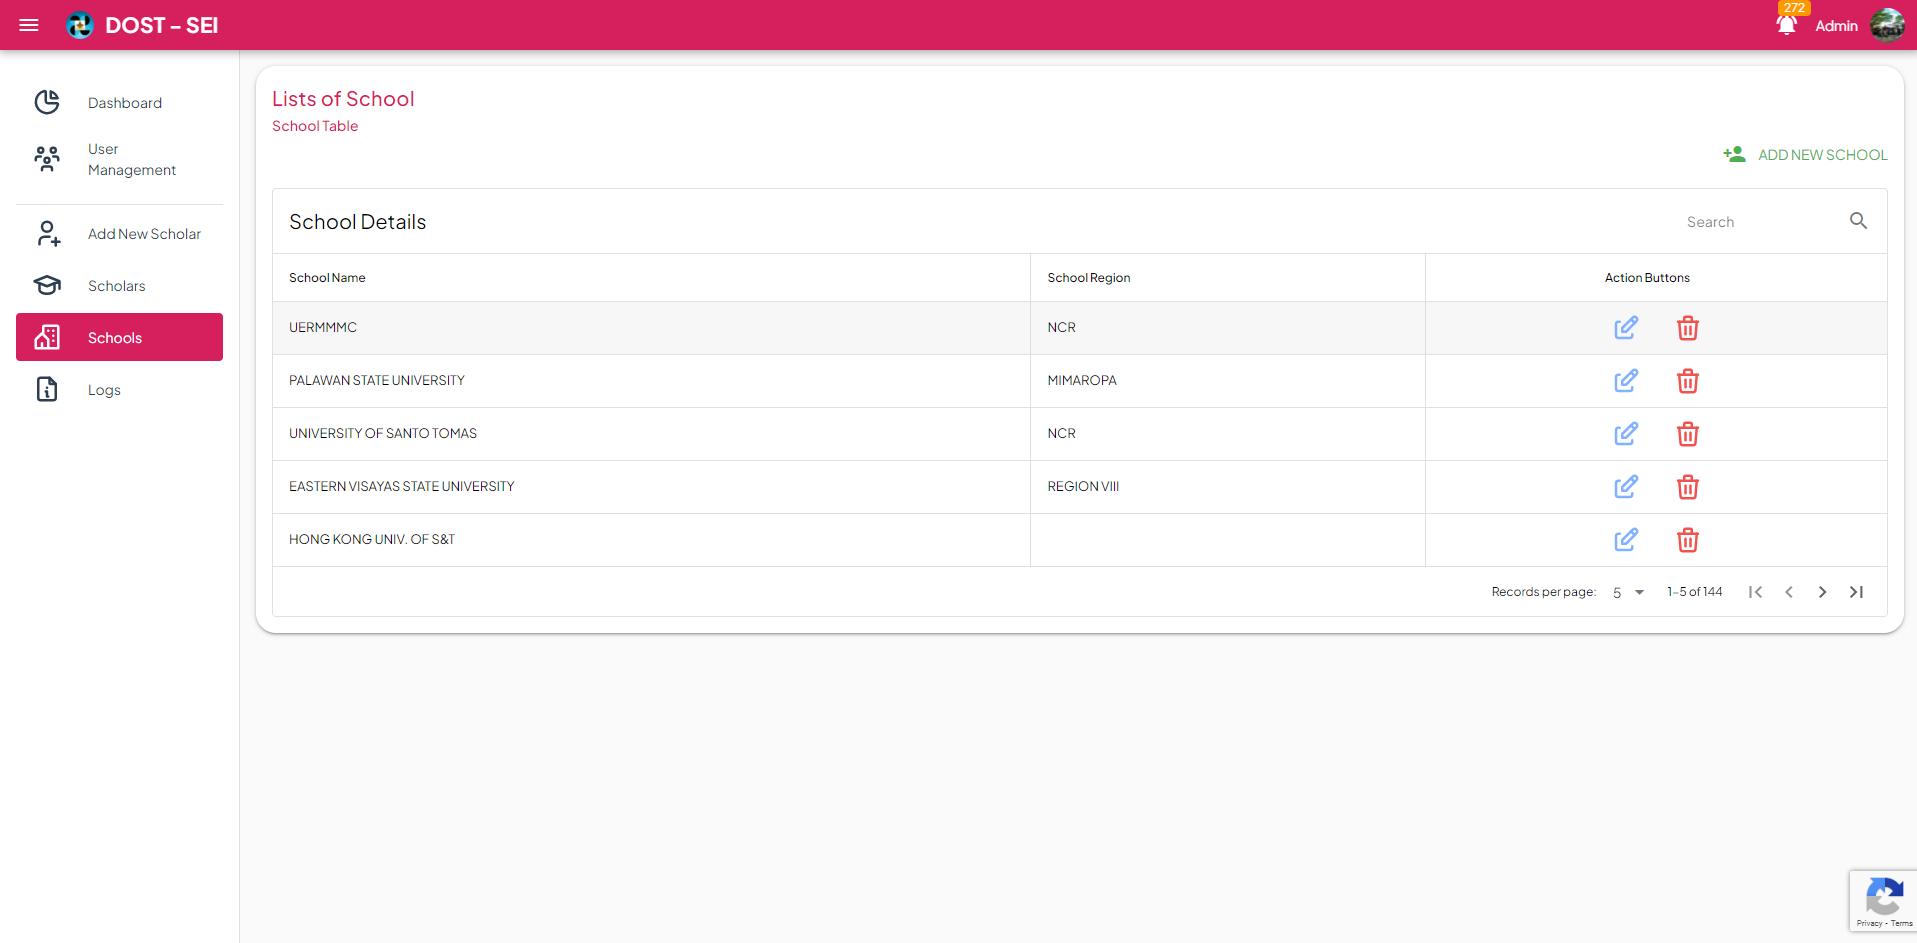 DOST - SEI
272
Admin
Dashboard
User
Management
Add New Scholar
Scholars
Schools
Logs
Lists of School
School Table
ADD NEW SCHOOL
School Details
Search
School Name School Region Action Buttons
UERMMMC NCR
PALAWAN STATE UNIVERSITY MIMAROPA
UNIVERSITY OF SANTO TOMAS NCR
EASTERN VISAYAS STATE UNIVERSITY REGION VIII
HONG KONG UNIV. OF S&T
Records per page: 5 1-5 of 144
Privacy - Terms